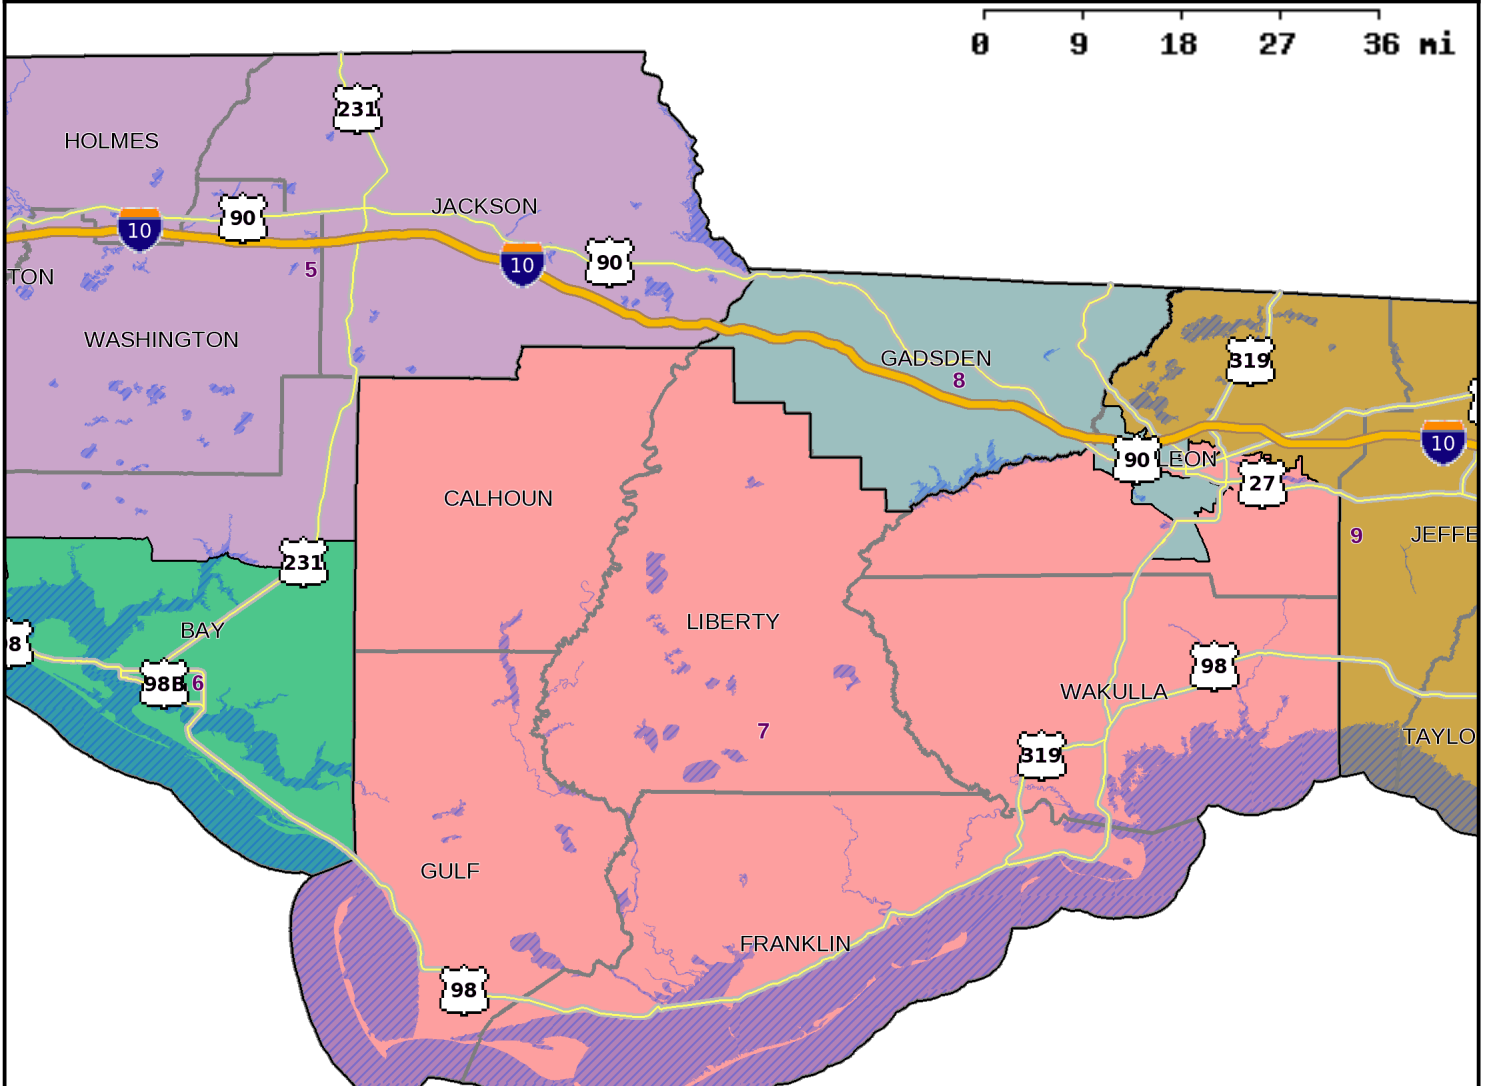 0 9 18 27 36 mi
231
HOLMES
90
JACKSON
10
10
90
5
TON
WASHINGTON
GADSDEN
8
319
10
90
LEON
27
CALHOUN
9
JEFFE
231
LIBERTY
BAY
8
98B
6
98
WAKULLA
7
319
TAYLO
GULF
FRANKLIN
98